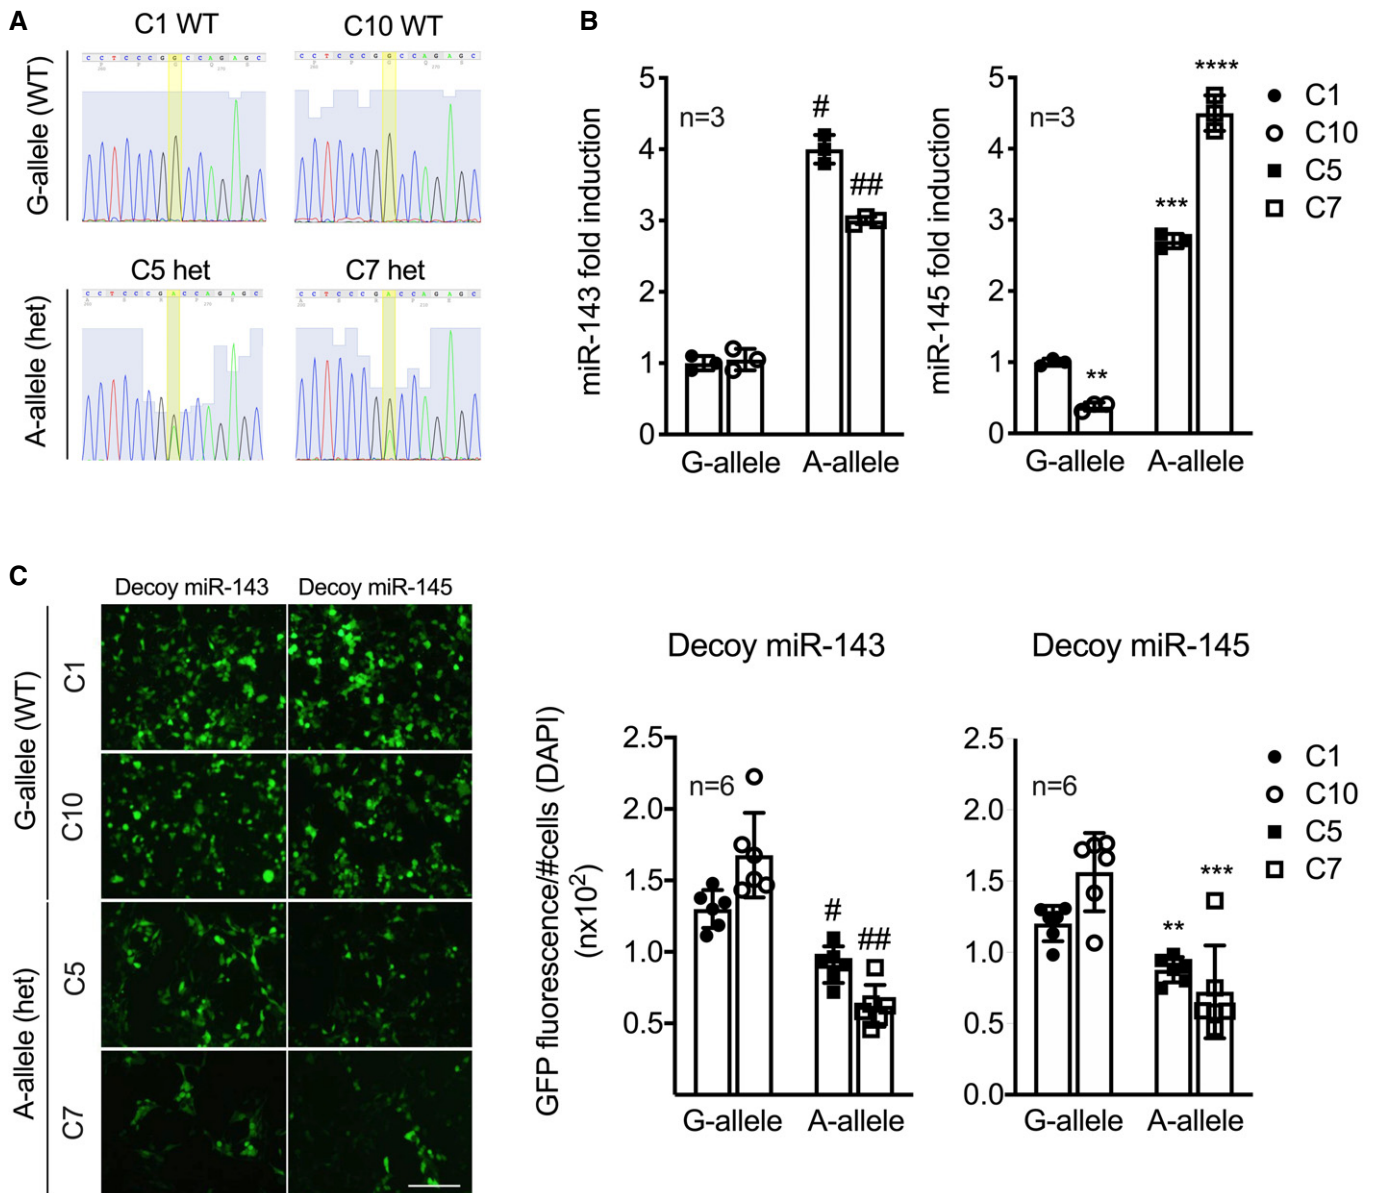 A
C1 WT
C10 WT
G-allele (WT)
C C T C C C G G C C A G A G C
C C T C C C G G C C A G A G C
C5 het
C7 het
A-allele (het)
C C T C C C G A C C A G A G C
C C T C C C G A C C A G A G C
B
miR-143 fold induction
5
4
3
2
1
0
n=3
#
##
G-allele
A-allele
miR-145 fold induction
5
4
3
2
1
0
n=3
**
***
****
G-allele
A-allele
C1
C10
C5
C7
C
Decoy miR-143
Decoy miR-145
G-allele (WT)
C1
C10
A-allele (het)
C5
C7
GFP fluorescence/#cells (DAPI)
(nx10²)
Decoy miR-143
2.5
2.0
1.5
1.0
0.5
n=6
#
##
G-allele
A-allele
Decoy miR-145
2.5
2.0
1.5
1.0
0.5
0.0
n=6
**
***
G-allele
A-allele
C1
C10
C5
C7